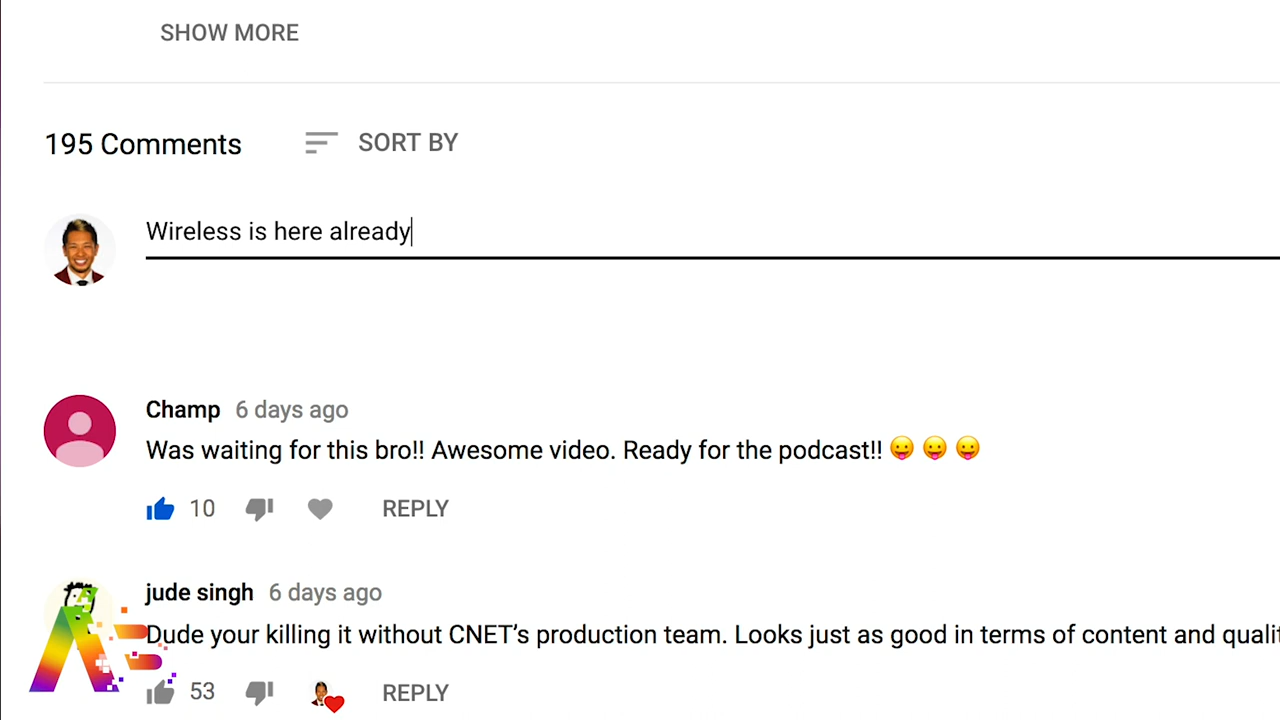 SHOW MORE
195 Comments SORT BY
Wireless is here already
Champ 6 days ago
Was waiting for this bro!! Awesome video. Ready for the podcast!! 😛 😛 😛
10 REPLY
jude singh 6 days ago
Dude your killing it without CNET’s production team. Looks just as good in terms of content and qualit
53 REPLY
AE